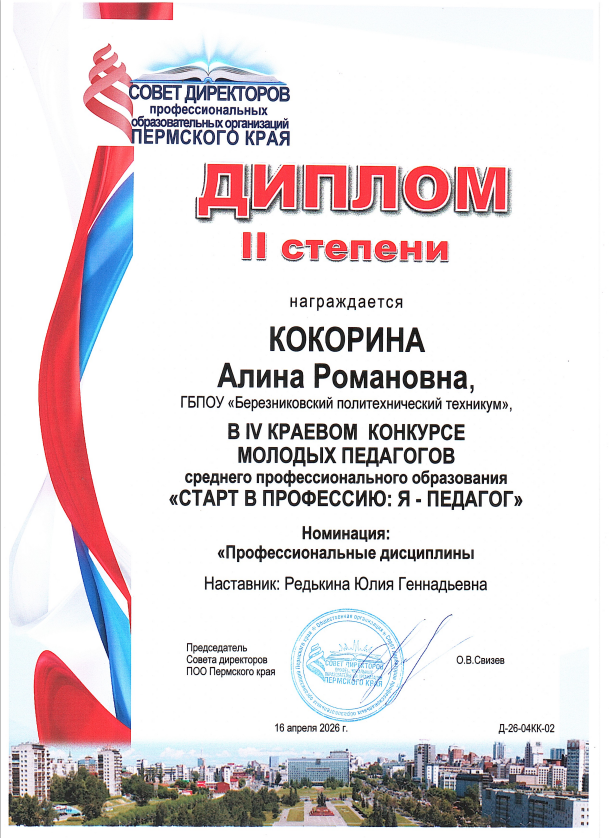 СОВЕТ ДИРЕКТОРОВ
профессиональных
образовательных организаций
ПЕРМСКОГО КРАЯ
ДИПЛОМ
II степени
награждается
КОКОРИНА
Алина Романовна,
ГБПОУ «Березниковский политехнический техникум»,
В IV КРАЕВОМ КОНКУРСЕ
МОЛОДЫХ ПЕДАГОГОВ
среднего профессионального образования
«СТАРТ В ПРОФЕССИЮ: Я - ПЕДАГОГ»
Номинация:
«Профессиональные дисциплины
Наставник: Редькина Юлия Геннадьевна
Председатель
Совета директоров
ПОО Пермского края
СОВЕТ ДИРЕКТОРОВ
ПЕРМСКОГО КРАЯ
О.В.Свизев
16 апреля 2026 г.
Д-26-04КК-02